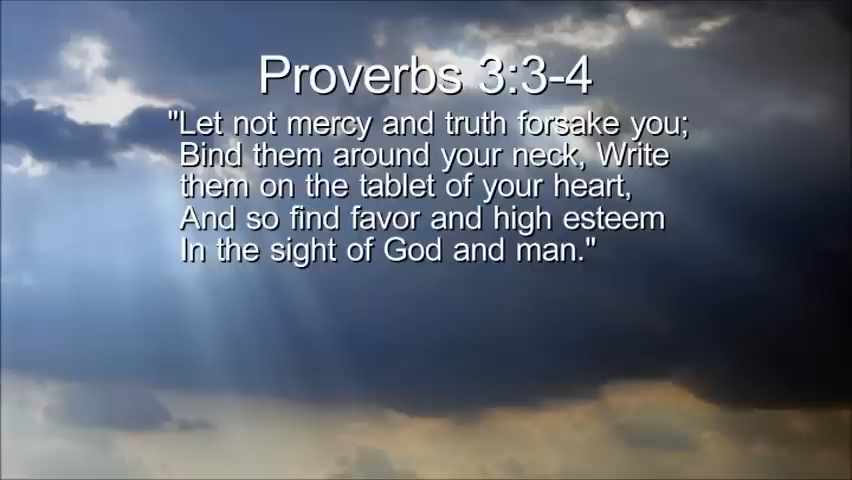 Proverbs 3:3-4
"Let not mercy and truth forsake you;
Bind them around your neck, Write
them on the tablet of your heart,
And so find favor and high esteem
In the sight of God and man."